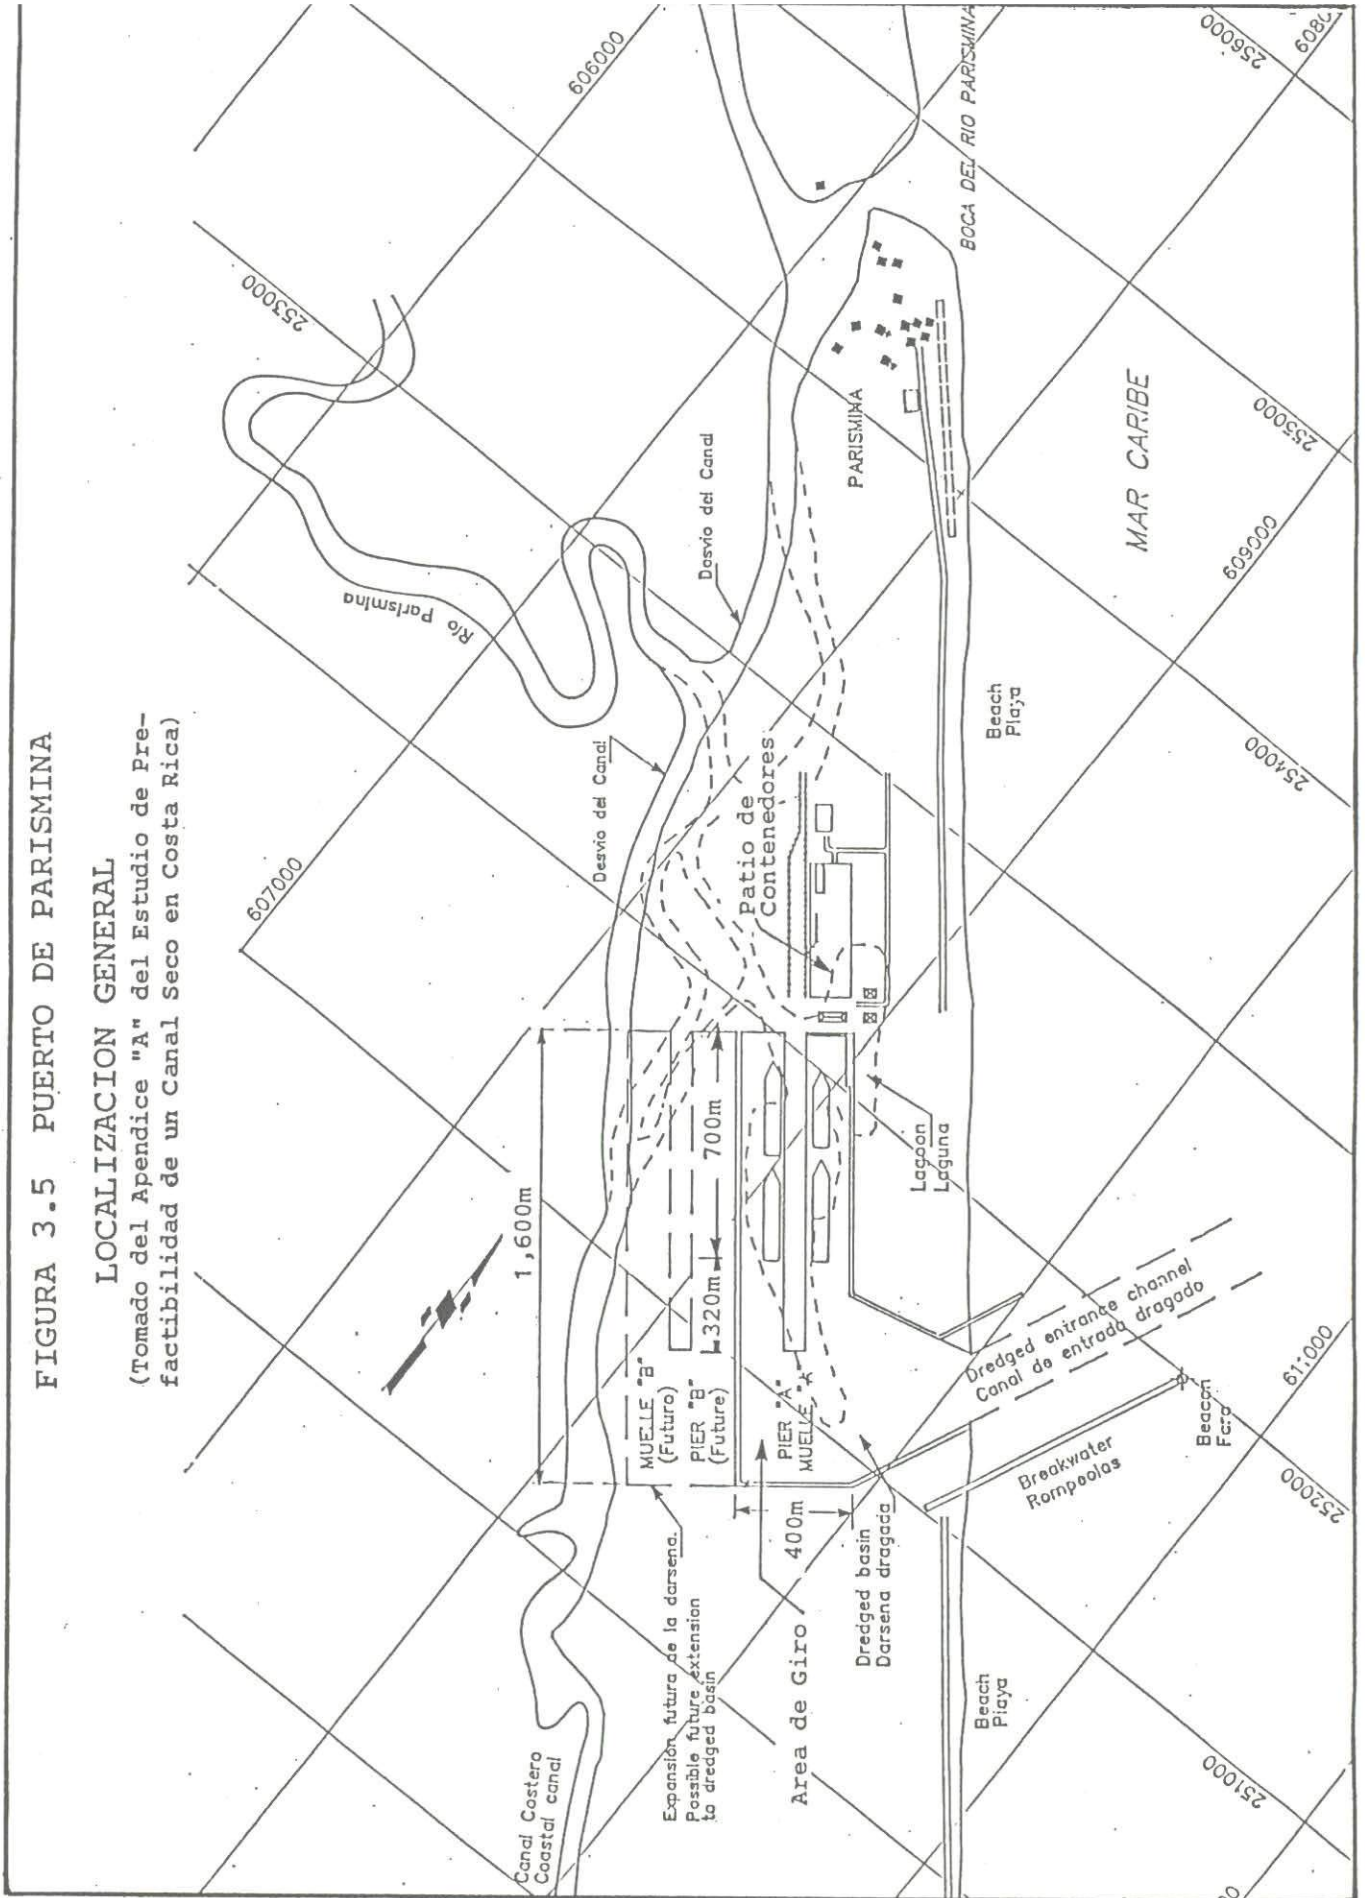 FIGURA 3.5 PUERTO DE PARISMINA
LOCALIZACION GENERAL
(Tomado del Apendice "A" del Estudio de Pre-
factibilidad de un Canal Seco en Costa Rica)
607000
253000
606000
256000
6080
Río Parismina
Desvio del Canal
Desvio del Canal
PARISMINA
BOCA DEL RIO PARISMINA
MAR CARIBE
255000
609000
254000
Beach
Playa
Patio de
Contenedores
1,600m
700m
320m
MUELLE "B"
(Futuro)
PIER "B"
(Future)
PIER "A"
MUELLE "A"
400m
Lagoon
Laguna
Dredged entrance channel
Canal de entrada dragado
61:000
Beacon
Faro
Breakwater
Rompeolas
252000
Canal Costero
Coastal canal
Expansión futura de la darsena.
Possible future extension
to dredged basin
Area de Giro
Dredged basin
Darsena dragada
Beach
Playa
251000